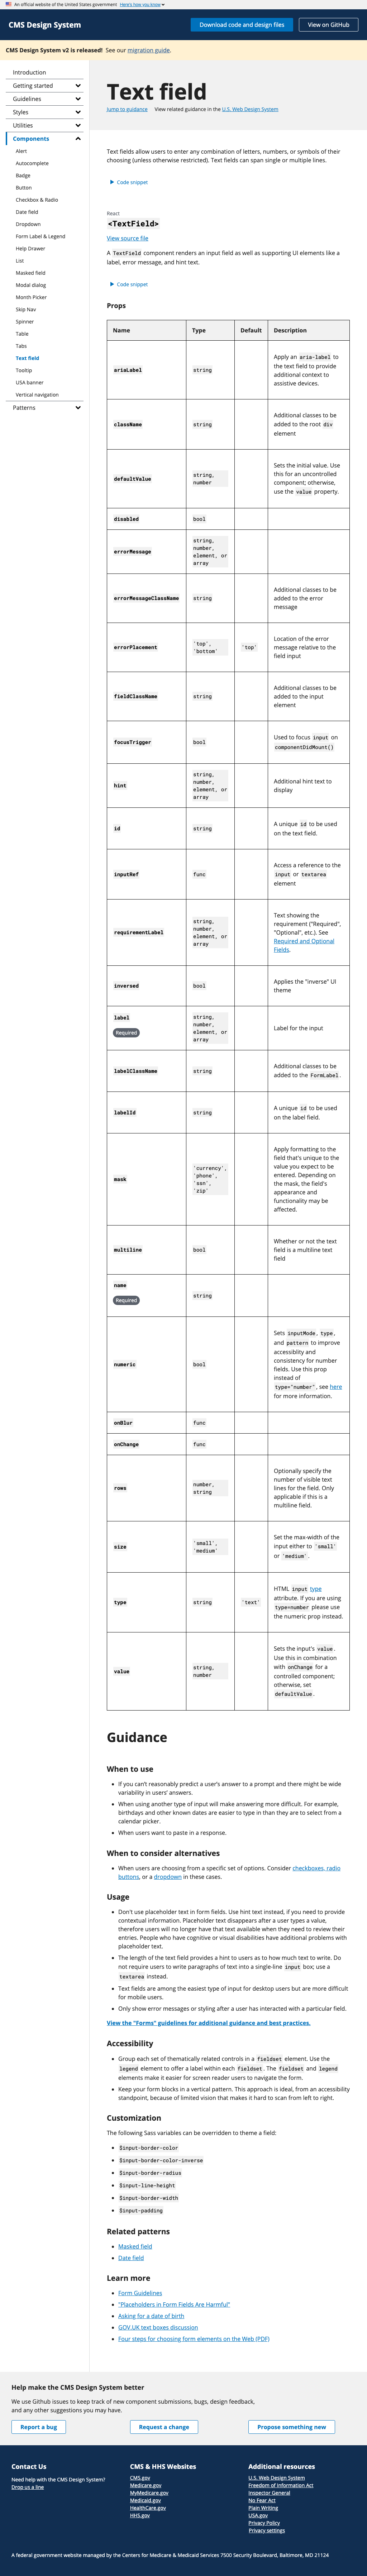 An official website of the United States government Here's how you know
CMS Design System
Download code and design files
View on GitHub
CMS Design System v2 is released! See our migration guide.
Introduction
Getting started
Guidelines
Styles
Utilities
Components
Alert
Autocomplete
Badge
Button
Checkbox & Radio
Date field
Dropdown
Form Label & Legend
Help Drawer
List
Masked field
Modal dialog
Month Picker
Skip Nav
Spinner
Table
Tabs
Text field
Tooltip
USA banner
Vertical navigation
Patterns
Text field
Jump to guidance View related guidance in the U.S. Web Design System
Text fields allow users to enter any combination of letters, numbers, or symbols of their
choosing (unless otherwise restricted). Text fields can span single or multiple lines.
Code snippet
React
<TextField>
View source file
A TextField component renders an input field as well as supporting UI elements like a
label, error message, and hint text.
Code snippet
Props
Name Type Default Description
ariaLabel string Apply an aria-label to
the text field to provide
additional context to
assistive devices.
className string Additional classes to be
added to the root div
element
defaultValue string,
number Sets the initial value. Use
this for an uncontrolled
component; otherwise,
use the value property.
disabled bool
errorMessage string,
number,
element, or
array
errorMessageClassName string Additional classes to be
added to the error
message
errorPlacement 'top',
'bottom' 'top' Location of the error
message relative to the
field input
fieldClassName string Additional classes to be
added to the input
element
focusTrigger bool Used to focus input on
componentDidMount()
hint string,
number,
element, or
array Additional hint text to
display
id string A unique id to be used
on the text field.
inputRef func Access a reference to the
input or textarea
element
requirementLabel string,
number,
element, or
array Text showing the
requirement ("Required",
"Optional", etc.). See
Required and Optional
Fields.
inversed bool Applies the "inverse" UI
theme
label
Required string,
number,
element, or
array Label for the input
labelClassName string Additional classes to be
added to the FormLabel.
labelId string A unique id to be used
on the label field.
mask 'currency',
'phone',
'ssn',
'zip' Apply formatting to the
field that's unique to the
value you expect to be
entered. Depending on
the mask, the field's
appearance and
functionality may be
affected.
multiline bool Whether or not the text
field is a multiline text
field
name
Required string
numeric bool Sets inputMode, type,
and pattern to improve
accessiblity and
consistency for number
fields. Use this prop
instead of
type="number", see here
for more information.
onBlur func
onChange func
rows number,
string Optionally specify the
number of visible text
lines for the field. Only
applicable if this is a
multiline field.
size 'small',
'medium' Set the max-width of the
input either to 'small'
or 'medium'.
type string 'text' HTML input type
attribute. If you are using
type=number please use
the numeric prop instead.
value string,
number Sets the input's value.
Use this in combination
with onChange for a
controlled component;
otherwise, set
defaultValue.
Guidance
When to use
If you can't reasonably predict a user's answer to a prompt and there might be wide
variability in users' answers.
When using another type of input will make answering more difficult. For example,
birthdays and other known dates are easier to type in than they are to select from a
calendar picker.
When users want to paste in a response.
When to consider alternatives
When users are choosing from a specific set of options. Consider checkboxes, radio
buttons, or a dropdown in these cases.
Usage
Don't use placeholder text in form fields. Use hint text instead, if you need to provide
contextual information. Placeholder text disappears after a user types a value,
therefore users will no longer have that text available when they need to review their
entries. People who have cognitive or visual disabilities have additional problems with
placeholder text.
The length of the text field provides a hint to users as to how much text to write. Do
not require users to write paragraphs of text into a single-line input box; use a
textarea instead.
Text fields are among the easiest type of input for desktop users but are more difficult
for mobile users.
Only show error messages or styling after a user has interacted with a particular field.
View the "Forms" guidelines for additional guidance and best practices.
Accessibility
Group each set of thematically related controls in a fieldset element. Use the
legend element to offer a label within each fieldset. The fieldset and legend
elements make it easier for screen reader users to navigate the form.
Keep your form blocks in a vertical pattern. This approach is ideal, from an accessibility
standpoint, because of limited vision that makes it hard to scan from left to right.
Customization
The following Sass variables can be overridden to theme a field:
$input-border-color
$input-border-color-inverse
$input-border-radius
$input-line-height
$input-border-width
$input-padding
Related patterns
Masked field
Date field
Learn more
Form Guidelines
"Placeholders in Form Fields Are Harmful"
Asking for a date of birth
GOV.UK text boxes discussion
Four steps for choosing form elements on the Web (PDF)
Help make the CMS Design System better
We use Github issues to keep track of new component submissions, bugs, design feedback,
and any other suggestions you may have.
Report a bug
Request a change
Propose something new
Contact Us
Need help with the CMS Design System?
Drop us a line
CMS & HHS Websites
CMS.gov
Medicare.gov
MyMedicare.gov
Medicaid.gov
HealthCare.gov
HHS.gov
Additional resources
U.S. Web Design System
Freedom of Information Act
Inspector General
No Fear Act
Plain Writing
USA.gov
Privacy Policy
Privacy settings
A federal government website managed by the Centers for Medicare & Medicaid Services 7500 Security Boulevard, Baltimore, MD 21124